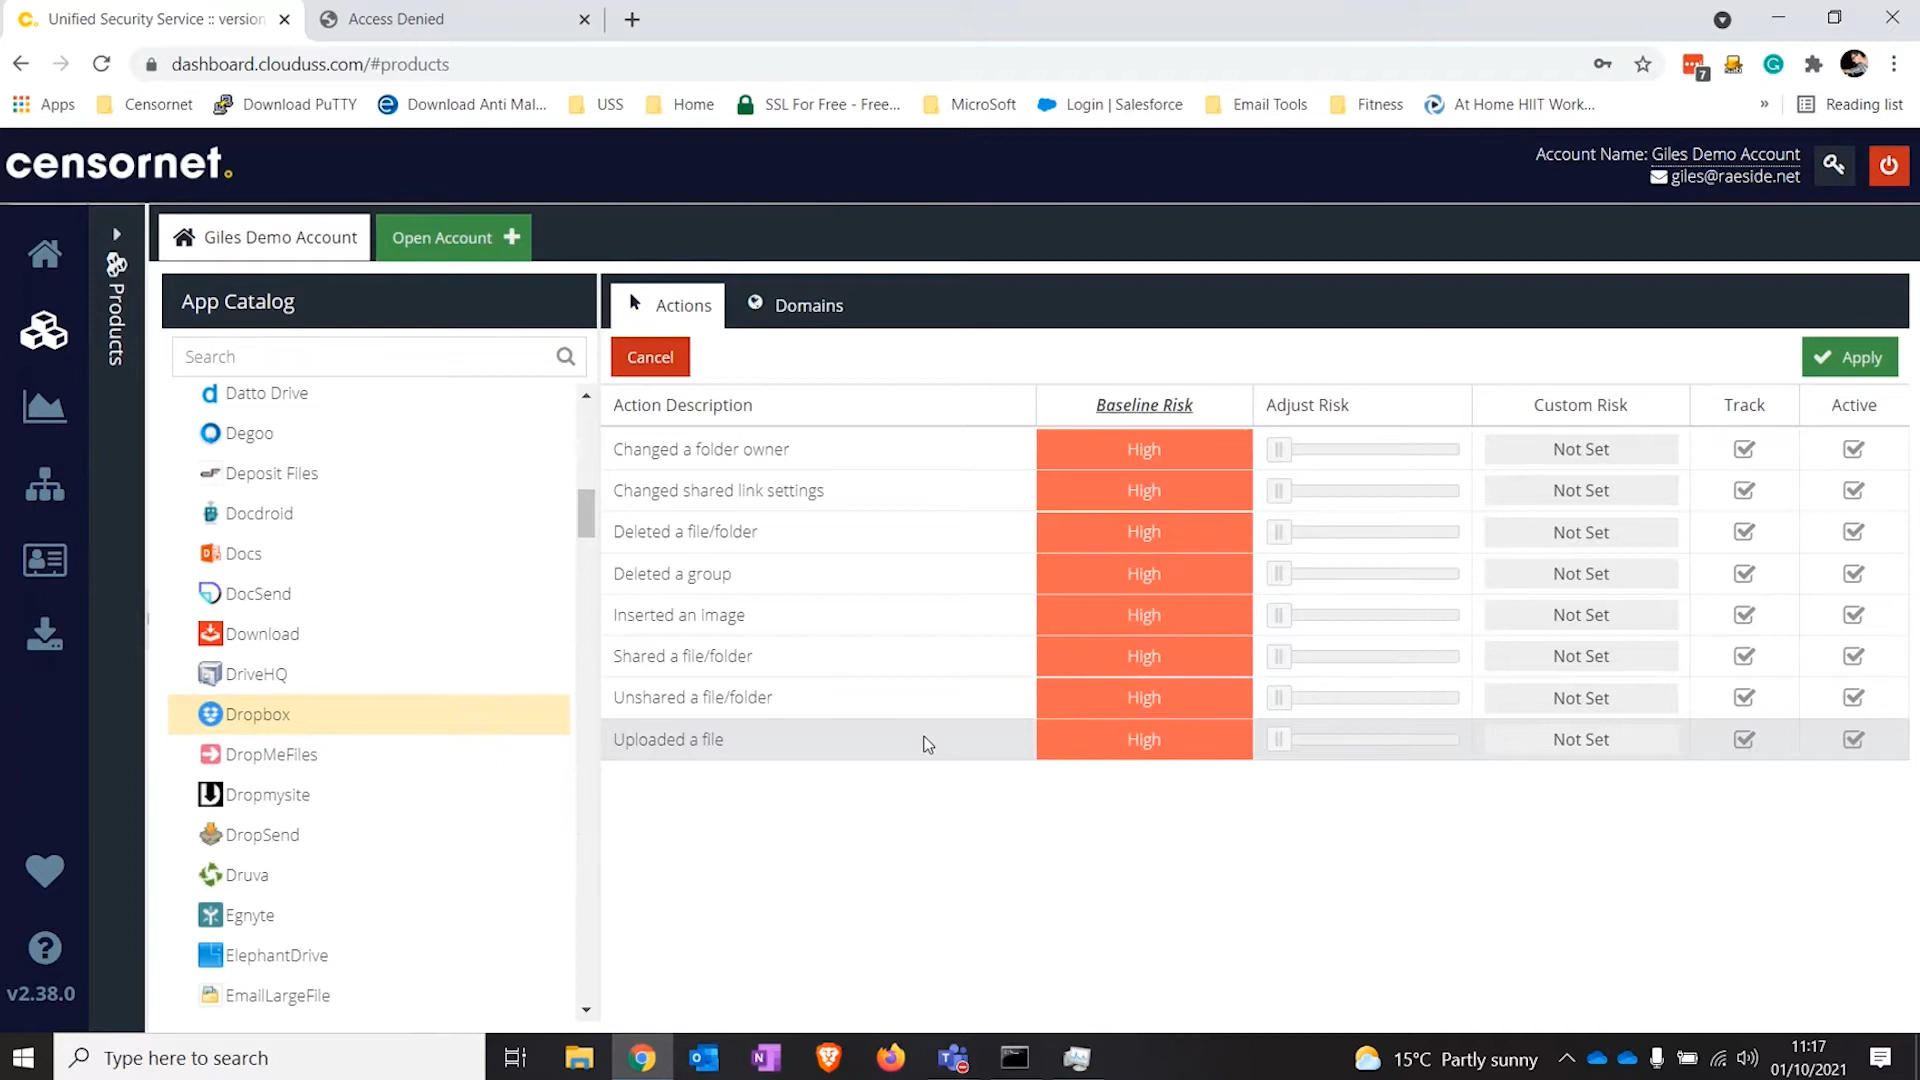 Unified Security Service :: version
Access Denied
dashboard.clouduss.com/#products
7
Apps
Censornet
Download PuTTY
Download Anti Mal...
USS
Home
SSL For Free - Free...
MicroSoft
Login | Salesforce
Email Tools
Fitness
At Home HIIT Work...
»
Reading list
censornet.
Account Name: Giles Demo Account
giles@raeside.net
Products
Giles Demo Account
Open Account
App Catalog
Actions
Domains
Search
Cancel
Apply
Action Description Baseline Risk Adjust Risk Custom Risk Track Active
Changed a folder owner High Not Set
Changed shared link settings High Not Set
Deleted a file/folder High Not Set
Deleted a group High Not Set
Inserted an image High Not Set
Shared a file/folder High Not Set
Unshared a file/folder High Not Set
Uploaded a file High Not Set
Datto Drive
Degoo
Deposit Files
Docdroid
Docs
DocSend
Download
DriveHQ
Dropbox
DropMeFiles
Dropmysite
DropSend
Druva
Egnyte
ElephantDrive
EmailLargeFile
v2.38.0
Type here to search
15°C Partly sunny
11:17
01/10/2021